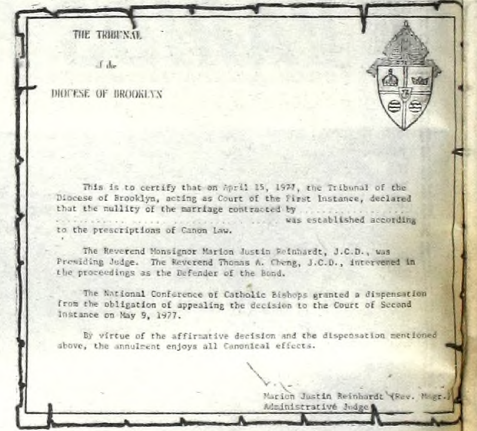 THE TRIBUNAL
of the
DIOCESE OF BROOKLYN
This is to certify that on April 15, 1977, the Tribunal of the
Diocese of Brooklyn, acting as Court of the First Instance, declared
that the nullity of the marriage contracted by ....................
.................................... was established according
to the prescriptions of Canon Law.
The Reverend Monsignor Marion Justin Reinhardt, J.C.D., was
Presiding Judge. The Reverend Thomas A. Cheng, J.C.D., intervened in
the proceedings as the Defender of the Bond.
The National Conference of Catholic Bishops granted a dispensation
from the obligation of appealing the decision to the Court of Second
Instance on May 9, 1977.
By virtue of the affirmative decision and the dispensation mentioned
above, the annulment enjoys all Canonical effects.
Marion Justin Reinhardt (Rev. Msgr.)
Administrative Judge